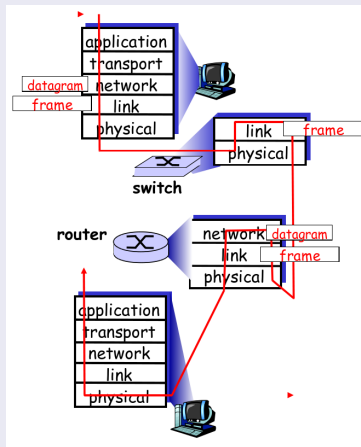 application
transport
datagram network
frame link
physical
link frame
physical
switch
router
network datagram
link frame
physical
application
transport
network
link
physical